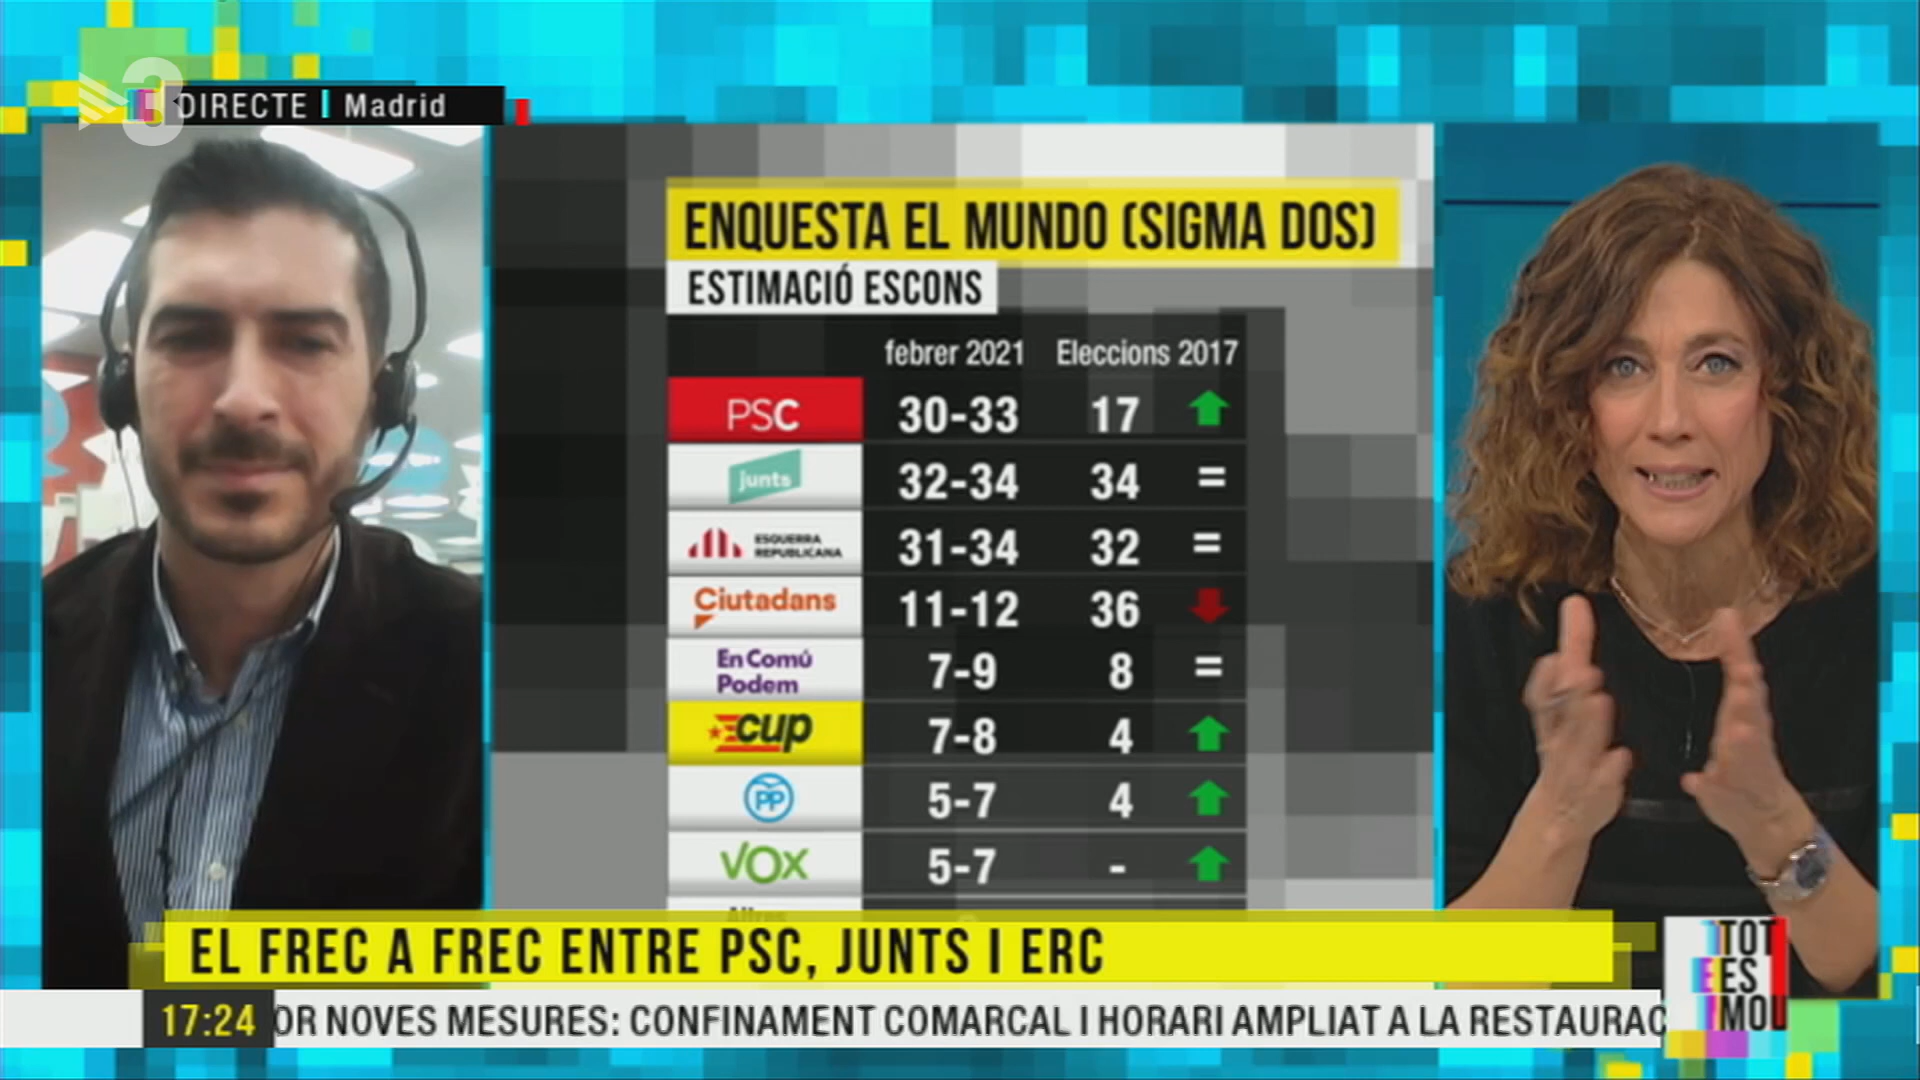 3
DIRECTE | Madrid
ENQUESTA EL MUNDO (SIGMA DOS)
ESTIMACIÓ ESCONS
febrer 2021 Eleccions 2017
PSC 30-33 17
junts 32-34 34 =
ESQUERRA REPUBLICANA 31-34 32 =
Ciutadans 11-12 36
En Comú Podem 7-9 8 =
cup 7-8 4
PP 5-7 4
VOX 5-7 -
Altres
EL FREC A FREC ENTRE PSC, JUNTS I ERC
17:24 OR NOVES MESURES: CONFINAMENT COMARCAL I HORARI AMPLIAT A LA RESTAURAC
TOT
ES
MOU